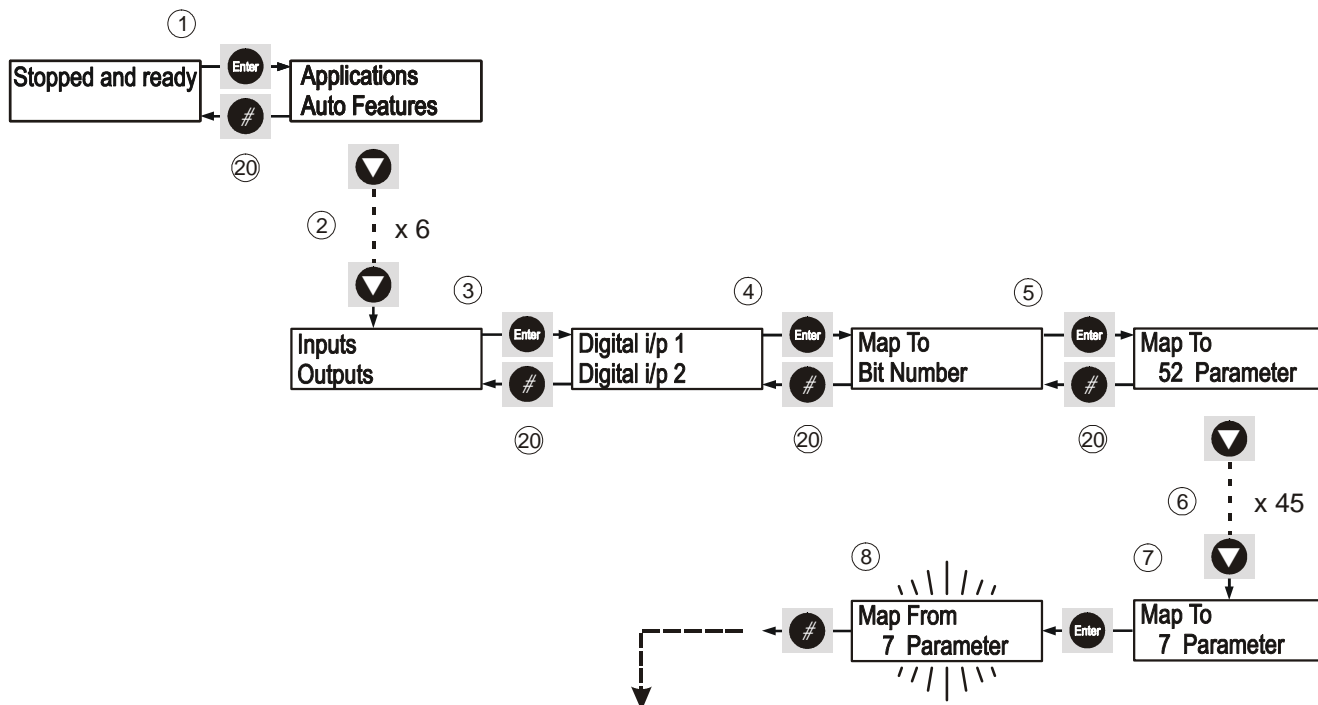 1
Stopped and ready
Enter
Applications
Auto Features
#
20
2
x 6
3
4
5
Inputs
Outputs
Enter
Digital i/p 1
Digital i/p 2
Enter
Map To
Bit Number
Enter
Map To
52 Parameter
#
#
#
20
20
20
6
x 45
8
7
#
Map From
7 Parameter
Enter
Map To
7 Parameter